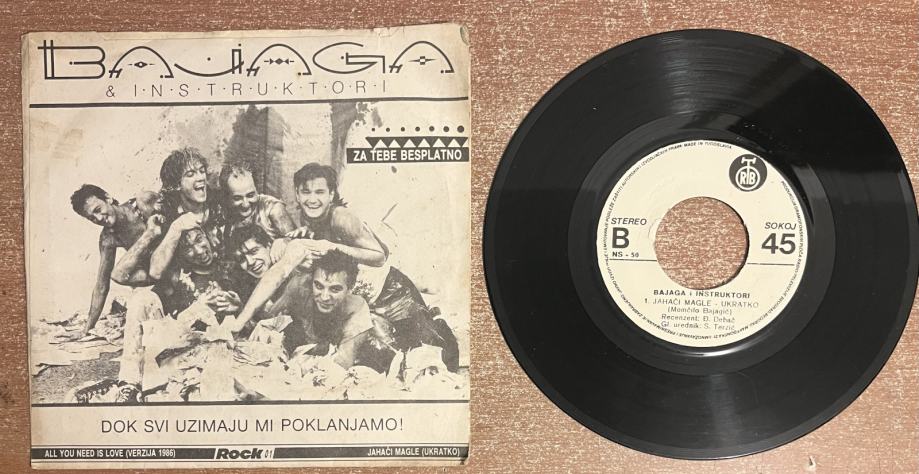 BAJAGA
& I·N·S·T·R·U·K·T·O·R·I
ZA TEBE BESPLATNO
DOK SVI UZIMAJU MI POKLANJAMO!
ALL YOU NEED IS LOVE (VERZIJA 1986)
Rock 01
JAHAČI MAGLE (UKRATKO)
MADE IN YUGOSLAVIA
RTB
STEREO
B
NS - 50
SOKOJ
45
BAJAGA i INSTRUKTORI
1. JAHAČI MAGLE - UKRATKO
(Momčilo Bajagić)
Recenzent: Đ. Debač
Gl. urednik: S. Terzić